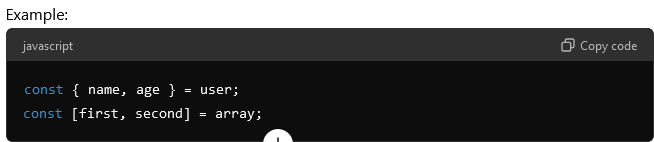 Example:
javascript Copy code
const { name, age } = user;
const [first, second] = array;